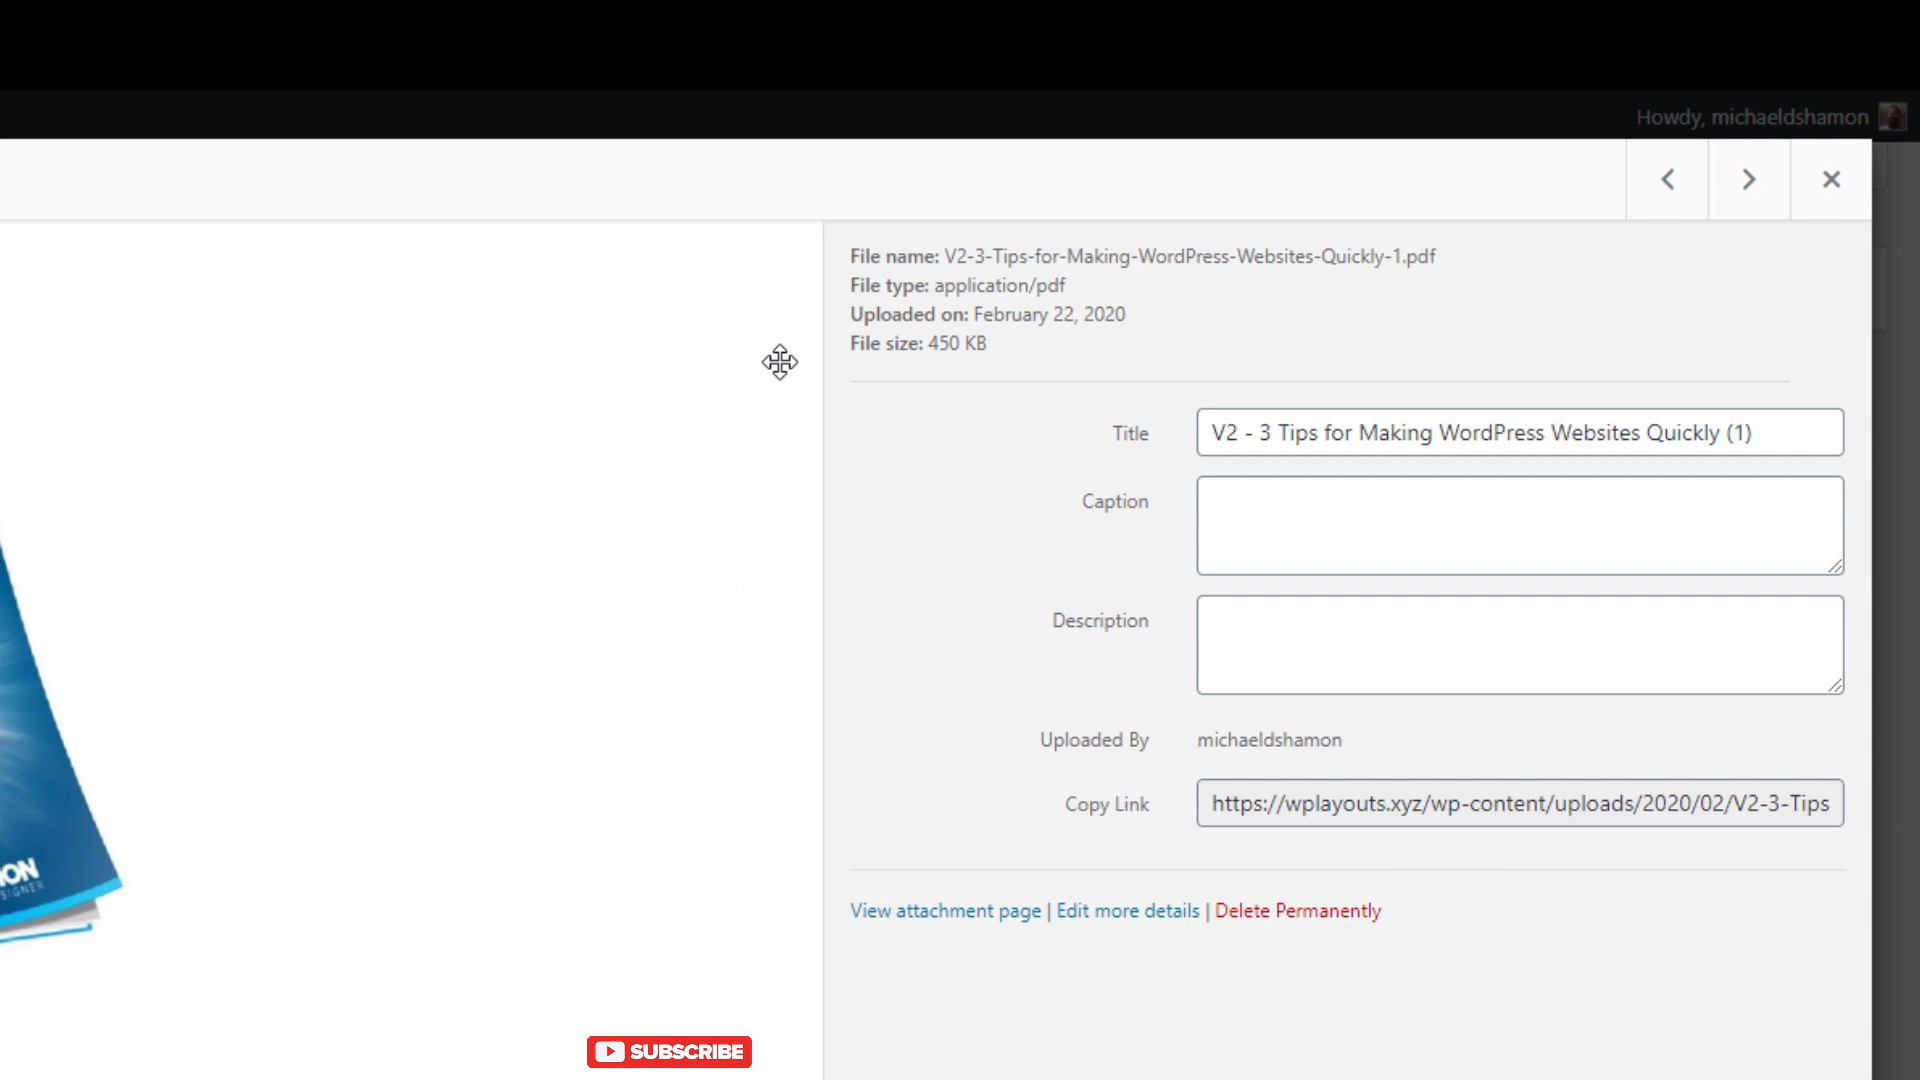 Howdy, michaeldshamon
File name: V2-3-Tips-for-Making-WordPress-Websites-Quickly-1.pdf
File type: application/pdf
Uploaded on: February 22, 2020
File size: 450 KB
Title V2 - 3 Tips for Making WordPress Websites Quickly (1)
Caption
Description
Uploaded By michaeldshamon
Copy Link https://wplayouts.xyz/wp-content/uploads/2020/02/V2-3-Tips
View attachment page | Edit more details | Delete Permanently
ION
SIGNER
SUBSCRIBE